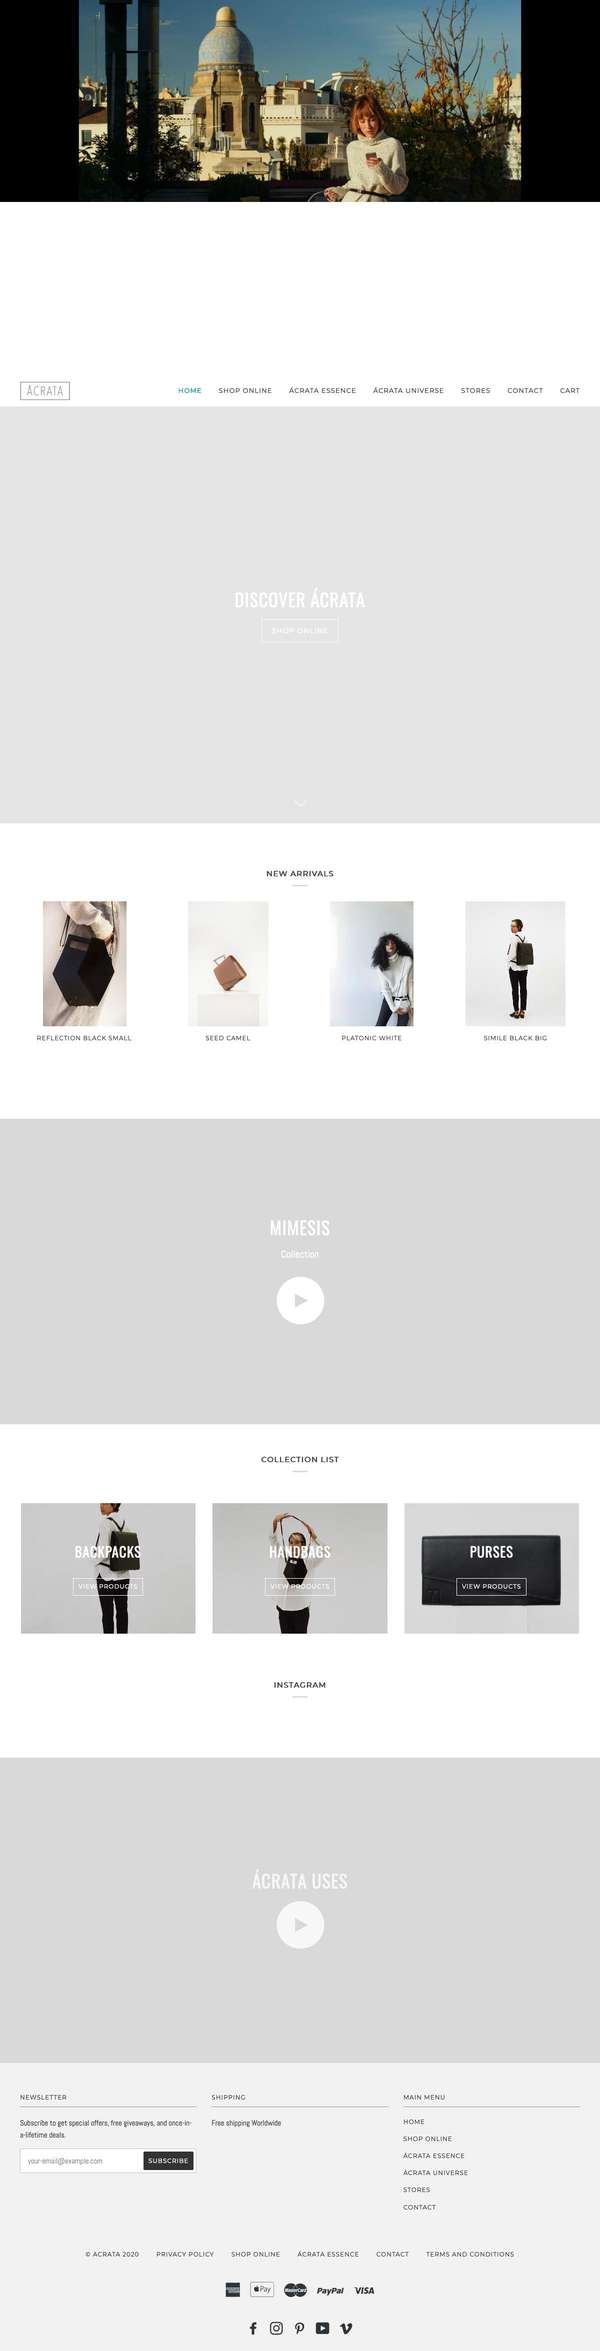 ÁCRATA
HOME SHOP ONLINE ÁCRATA ESSENCE ÁCRATA UNIVERSE STORES CONTACT CART
DISCOVER ÁCRATA
SHOP ONLINE
NEW ARRIVALS
REFLECTION BLACK SMALL
SEED CAMEL
PLATONIC WHITE
SIMILE BLACK BIG
MIMESIS
Collection
COLLECTION LIST
BACKPACKS
VIEW PRODUCTS
HANDBAGS
VIEW PRODUCTS
PURSES
VIEW PRODUCTS
INSTAGRAM
ÁCRATA USES
NEWSLETTER
Subscribe to get special offers, free giveaways, and once-in-
a-lifetime deals.
your-email@example.com
SUBSCRIBE
SHIPPING
Free shipping Worldwide
MAIN MENU
HOME
SHOP ONLINE
ÁCRATA ESSENCE
ÁCRATA UNIVERSE
STORES
CONTACT
© ACRATA 2020 PRIVACY POLICY SHOP ONLINE ÁCRATA ESSENCE CONTACT TERMS AND CONDITIONS
Pay MasterCard PayPal VISA